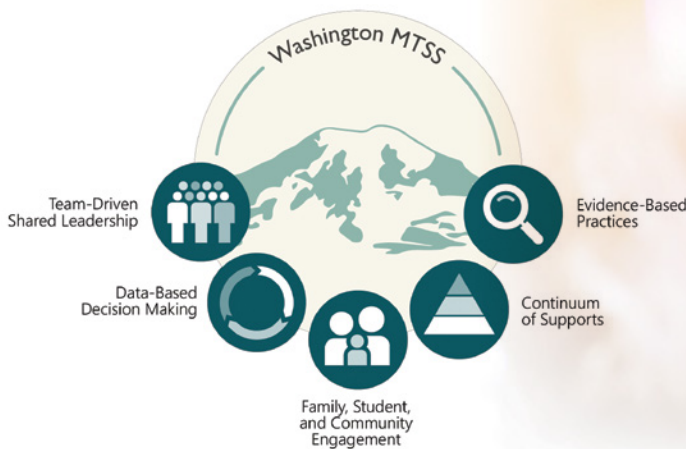 Washington MTSS
Team-Driven
Shared Leadership
Evidence-Based
Practices
Data-Based
Decision Making
Continuum
of Supports
Family, Student,
and Community
Engagement